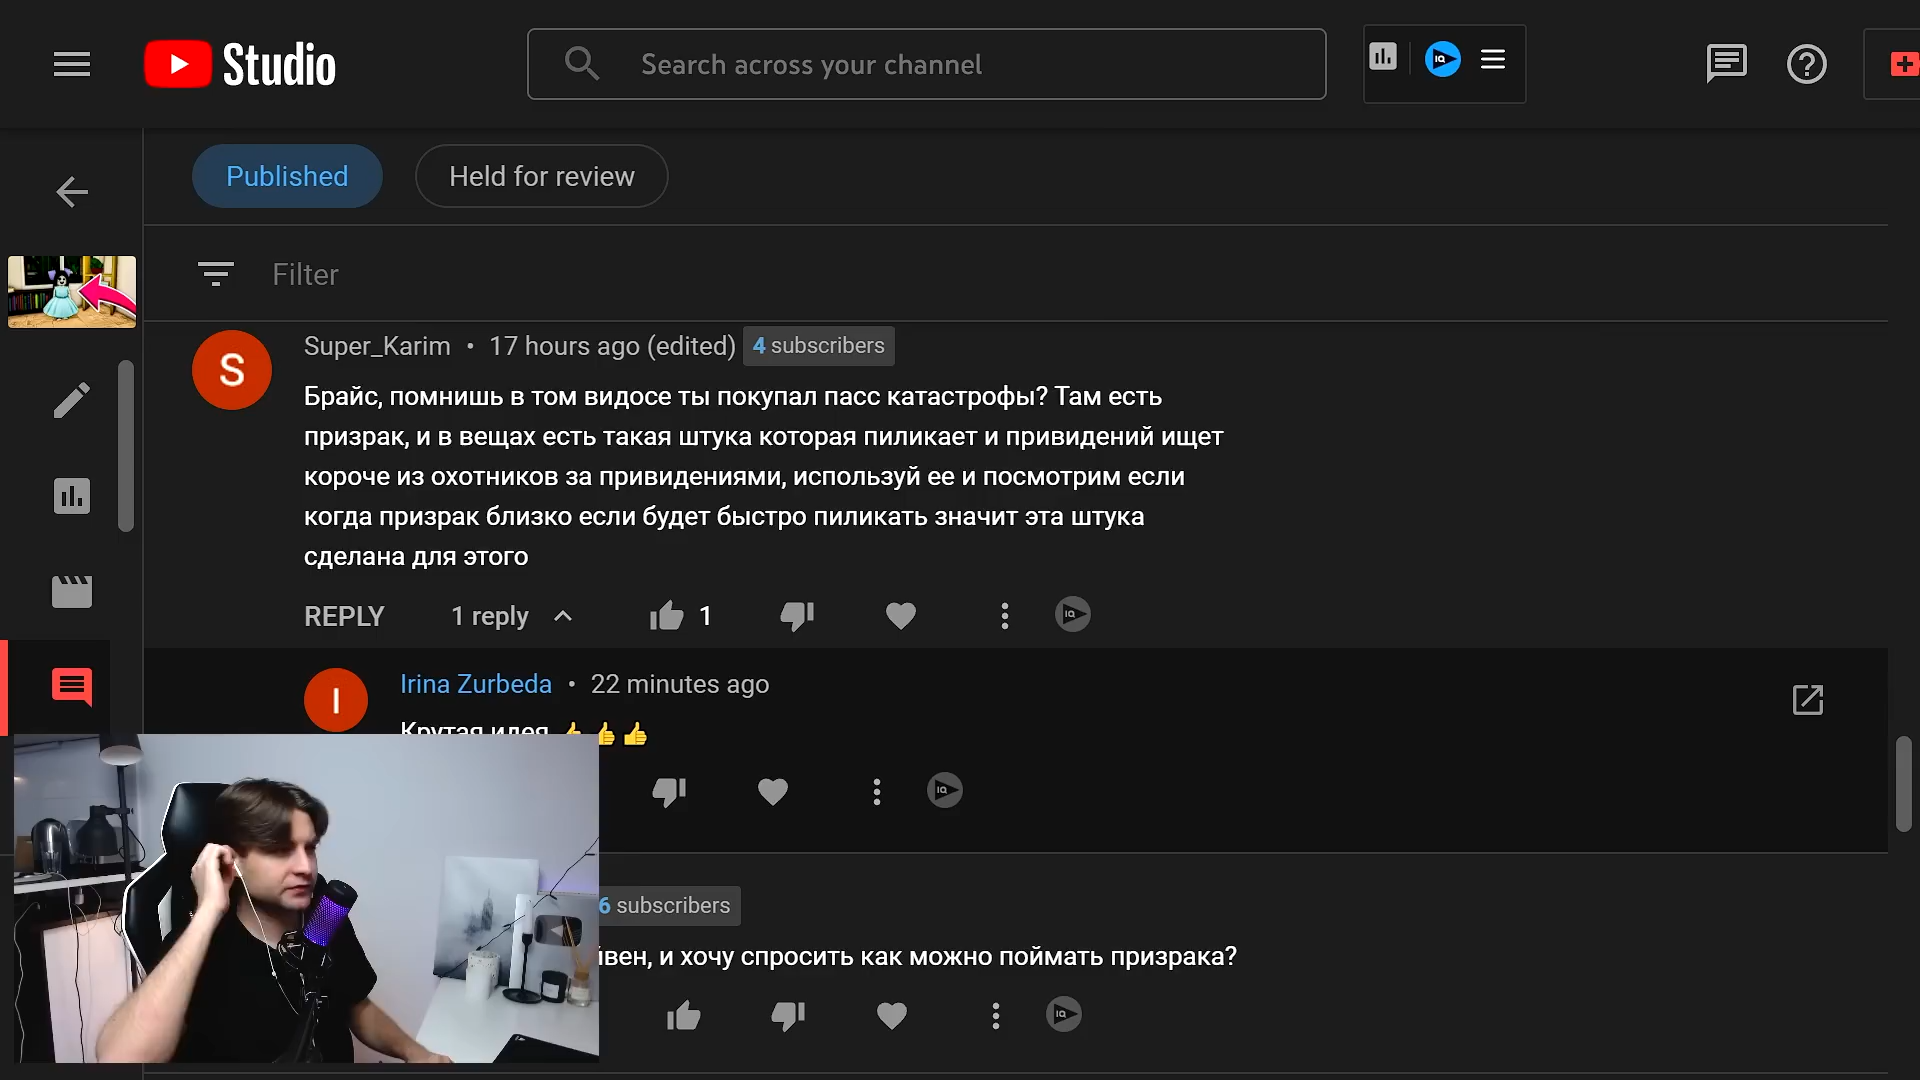 Studio
Search across your channel
Published
Held for review
Filter
Super_Karim • 17 hours ago (edited) 4 subscribers
Брайс, помнишь в том видосе ты покупал пасс катастрофы? Там есть
призрак, и в вещах есть такая штука которая пиликает и привидений ищет
короче из охотников за привидениями, используй ее и посмотрим если
когда призрак близко если будет быстро пиликать значит эта штука
сделана для этого
REPLY 1 reply 1
Irina Zurbeda • 22 minutes ago
Крутая идея 👍👍👍
6 subscribers
и хочу спросить как можно поймать призрака?